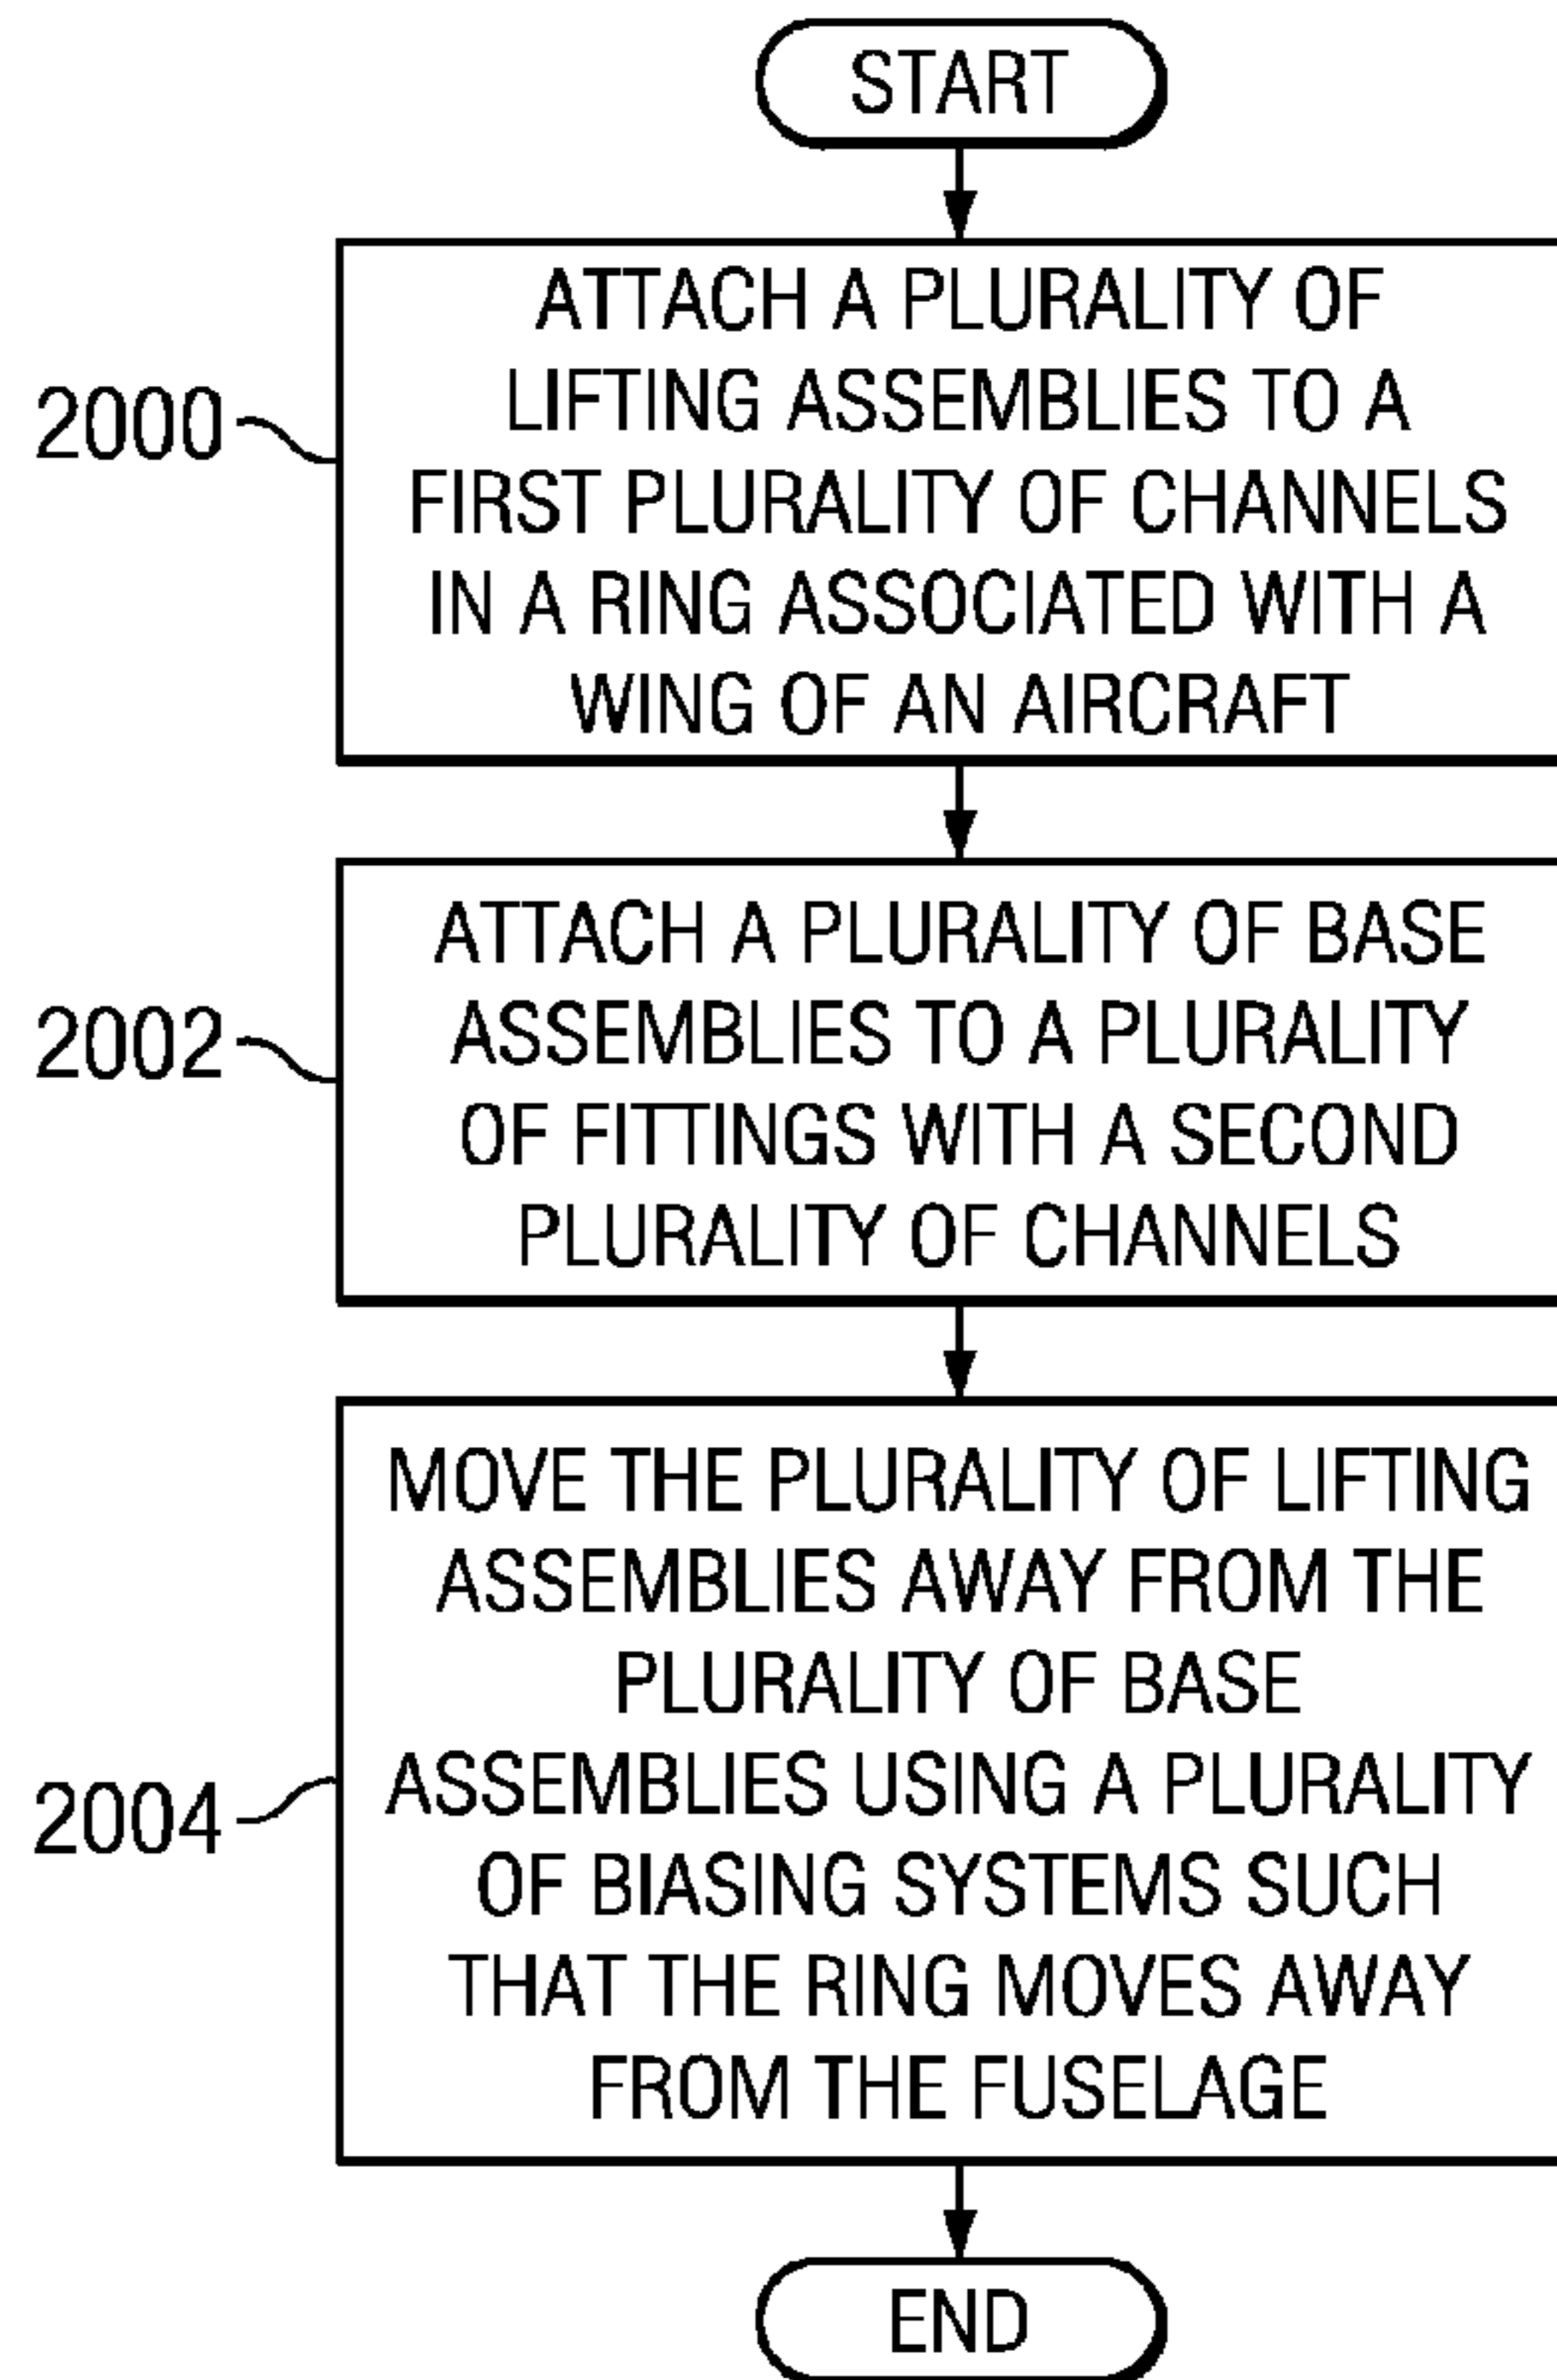 START
ATTACH A PLURALITY OF
LIFTING ASSEMBLIES TO A
FIRST PLURALITY OF CHANNELS
IN A RING ASSOCIATED WITH A
WING OF AN AIRCRAFT
2000
ATTACH A PLURALITY OF BASE
ASSEMBLIES TO A PLURALITY
OF FITTINGS WITH A SECOND
PLURALITY OF CHANNELS
2002
MOVE THE PLURALITY OF LIFTING
ASSEMBLIES AWAY FROM THE
PLURALITY OF BASE
ASSEMBLIES USING A PLURALITY
OF BIASING SYSTEMS SUCH
THAT THE RING MOVES AWAY
FROM THE FUSELAGE
2004
END